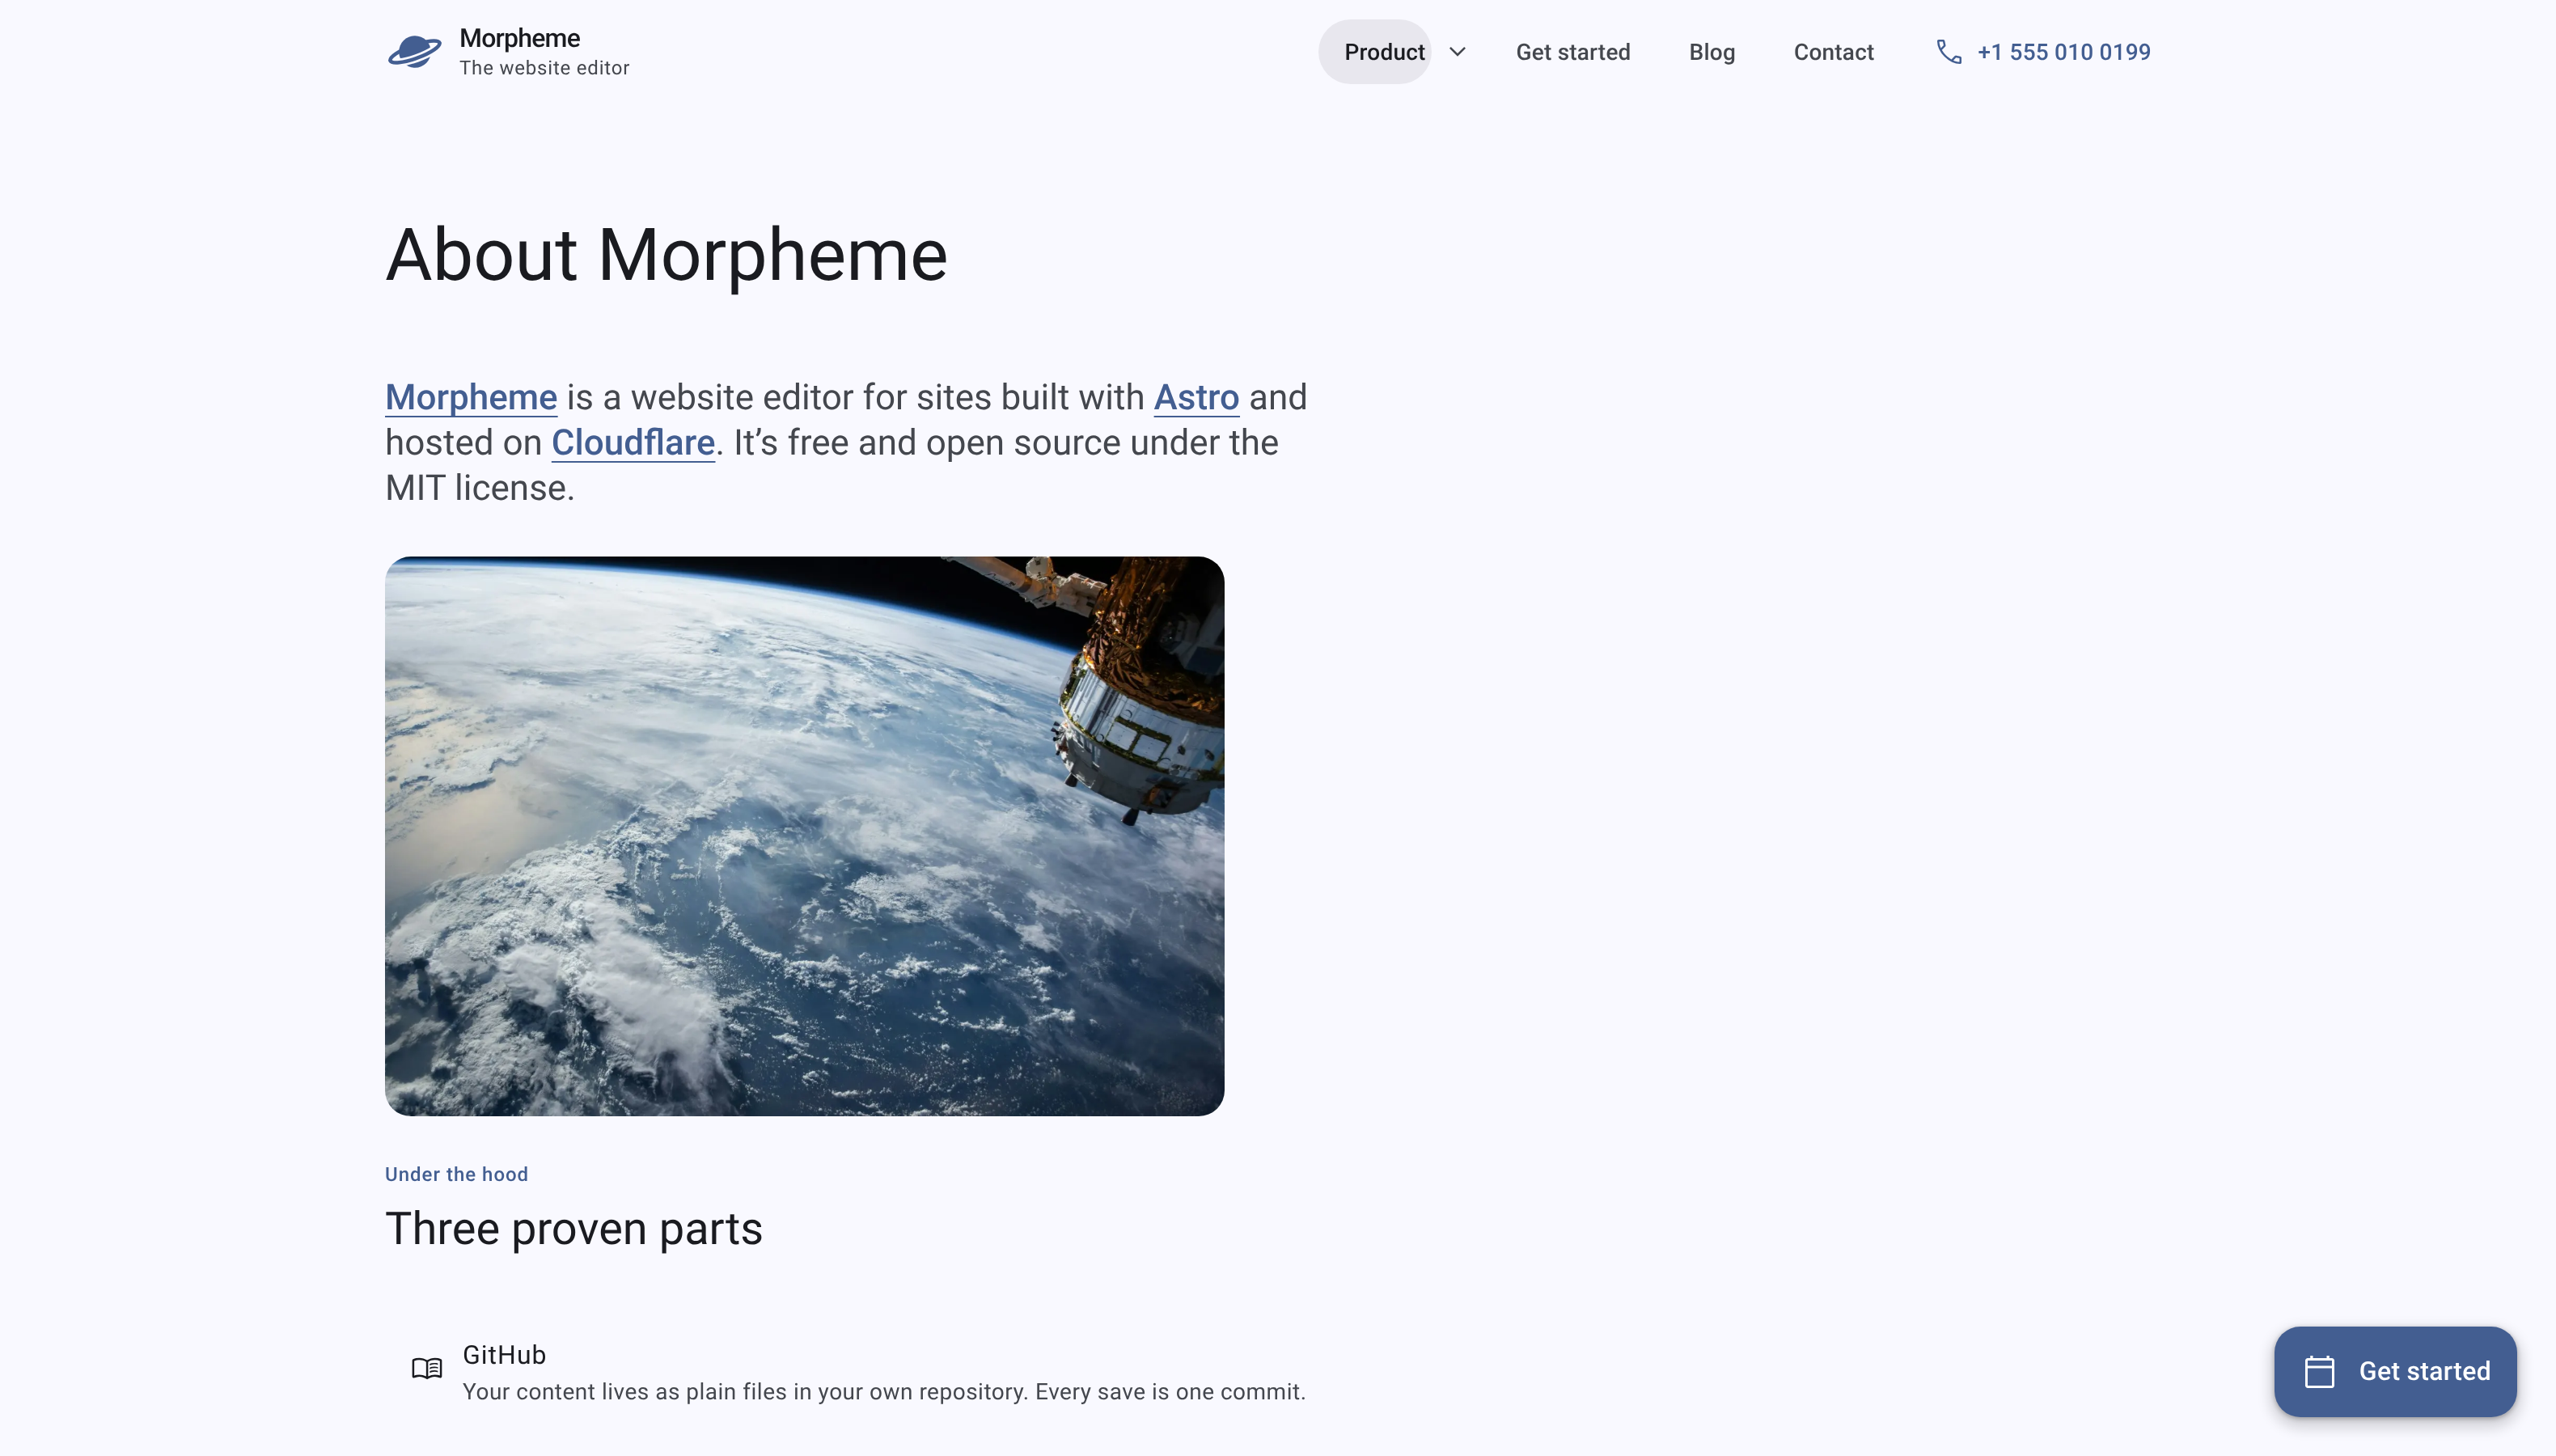 Morpheme
The website editor
Product
Get started
Blog
Contact
+1 555 010 0199
About Morpheme
Morpheme is a website editor for sites built with Astro and
hosted on Cloudflare. It’s free and open source under the
MIT license.
Under the hood
Three proven parts
GitHub
Your content lives as plain files in your own repository. Every save is one commit.
Get started